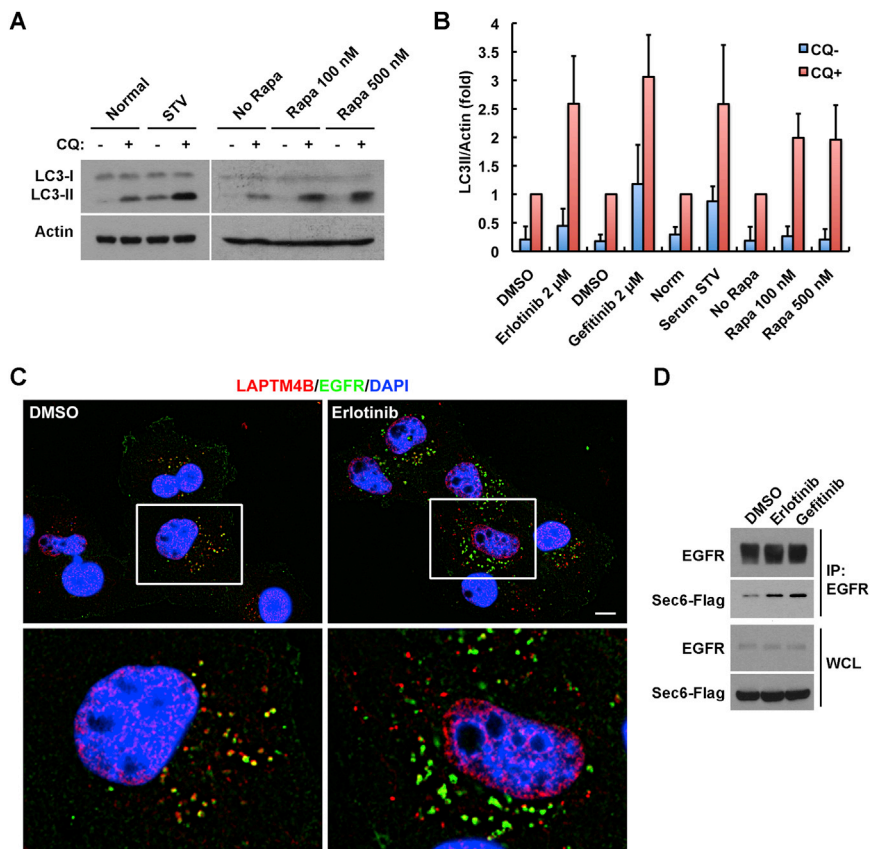 A
Normal STV No Rapa Rapa 100 nM Rapa 500 nM
CQ: - + - + - + - + - +
LC3-I
LC3-II
Actin
B
LC3II/Actin (fold)
4
3.5
3
2.5
2
1.5
1
0.5
0
CQ-
CQ+
DMSO
Erlotinib 2 µM
DMSO
Gefitinib 2 µM
Norm
Serum STV
No Rapa
Rapa 100 nM
Rapa 500 nM
C
LAPTM4B/EGFR/DAPI
DMSO
Erlotinib
D
DMSO
Erlotinib
Gefitinib
EGFR
Sec6-Flag
IP:
EGFR
EGFR
Sec6-Flag
WCL